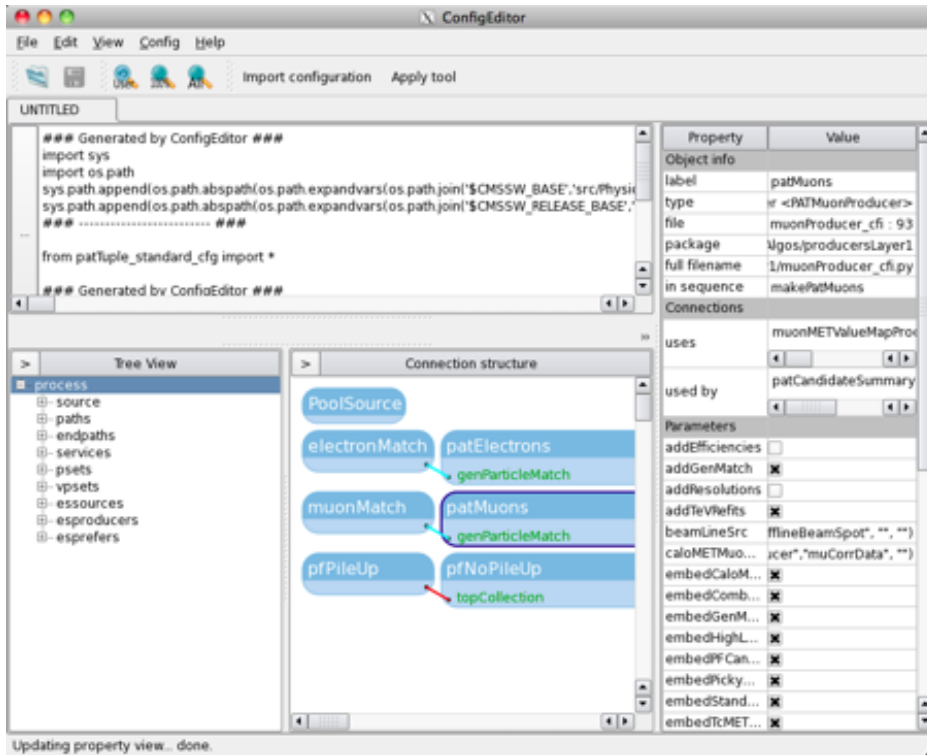 ConfigEditor
File Edit View Config Help
Import configuration Apply tool
UNTITLED
### Generated by ConfigEditor ###
import sys
import os.path
sys.path.append(os.path.abspath(os.path.expandvars(os.path.join('$CMSSW_BASE','src/Physi
sys.path.append(os.path.abspath(os.path.expandvars(os.path.join('$CMSSW_RELEASE_BASE','
### --------------------------- ###
from patTuple_standard_cfg import *
### Generated by ConfigEditor ###
Tree View
process
source
paths
endpaths
services
psets
vpsets
essources
esproducers
esprefers
Connection structure
PoolSource
electronMatch patElectrons
genParticleMatch
muonMatch patMuons
genParticleMatch
pfPileUp pfNoPileUp
topCollection
Property Value
Object info
label patMuons
type er <PATMuonProducer>
file muonProducer_cfi : 93
package Algos/producersLayer1
full filename 1/muonProducer_cfi.py
in sequence makePatMuons
Connections
uses muonMETValueMapProd
used by patCandidateSummary
Parameters
addEfficiencies
addGenMatch
addResolutions
addTeVRefits
beamLineSrc fflineBeamSpot", "", "")
caloMETMuo... ucer","muCorrData", "")
embedCaloM...
embedComb...
embedGenM...
embedHighL...
embedPFCan...
embedPicky...
embedStand...
embedTcMET...
Updating property view... done.